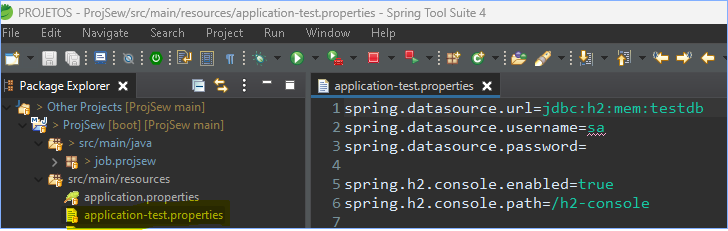 PROJETOS - ProjSew/src/main/resources/application-test.properties - Spring Tool Suite 4
File Edit Navigate Search Project Run Window Help
Package Explorer
> Other Projects [ProjSew main]
> ProjSew [boot] [ProjSew main]
> src/main/java
> job.projsew
src/main/resources
application.properties
application-test.properties
application-test.properties
1 spring.datasource.url=jdbc:h2:mem:testdb
2 spring.datasource.username=sa
3 spring.datasource.password=
4
5 spring.h2.console.enabled=true
6 spring.h2.console.path=/h2-console
7